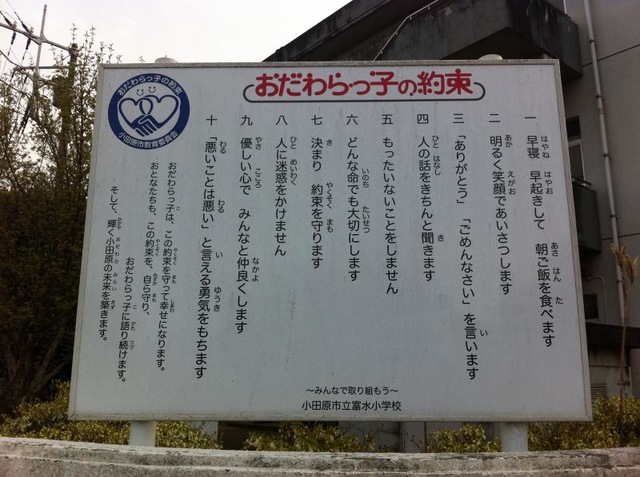 おだわらっ子の約束
一 早寝 早起きして 朝ご飯を食べます
二 明るく笑顔であいさつします
三 「ありがとう」「ごめんなさい」を言います
四 人の話をきちんと聞きます
五 もったいないことをしません
六 どんな命でも大切にします
七 決まり 約束を守ります
八 人に迷惑をかけません
九 優しい心で みんなと仲良くします
十 「悪いことは悪い」と言える勇気をもちます
おだわらっ子は、この約束を守って幸せになります。
おとなたちも、この約束を、自ら守り、
おだわらっ子に語り続けます。
そして、輝く小田原の未来を築きます。
～みんなで取り組もう～
小田原市立富水小学校
おだわらっ子の約束
小田原市教育委員会